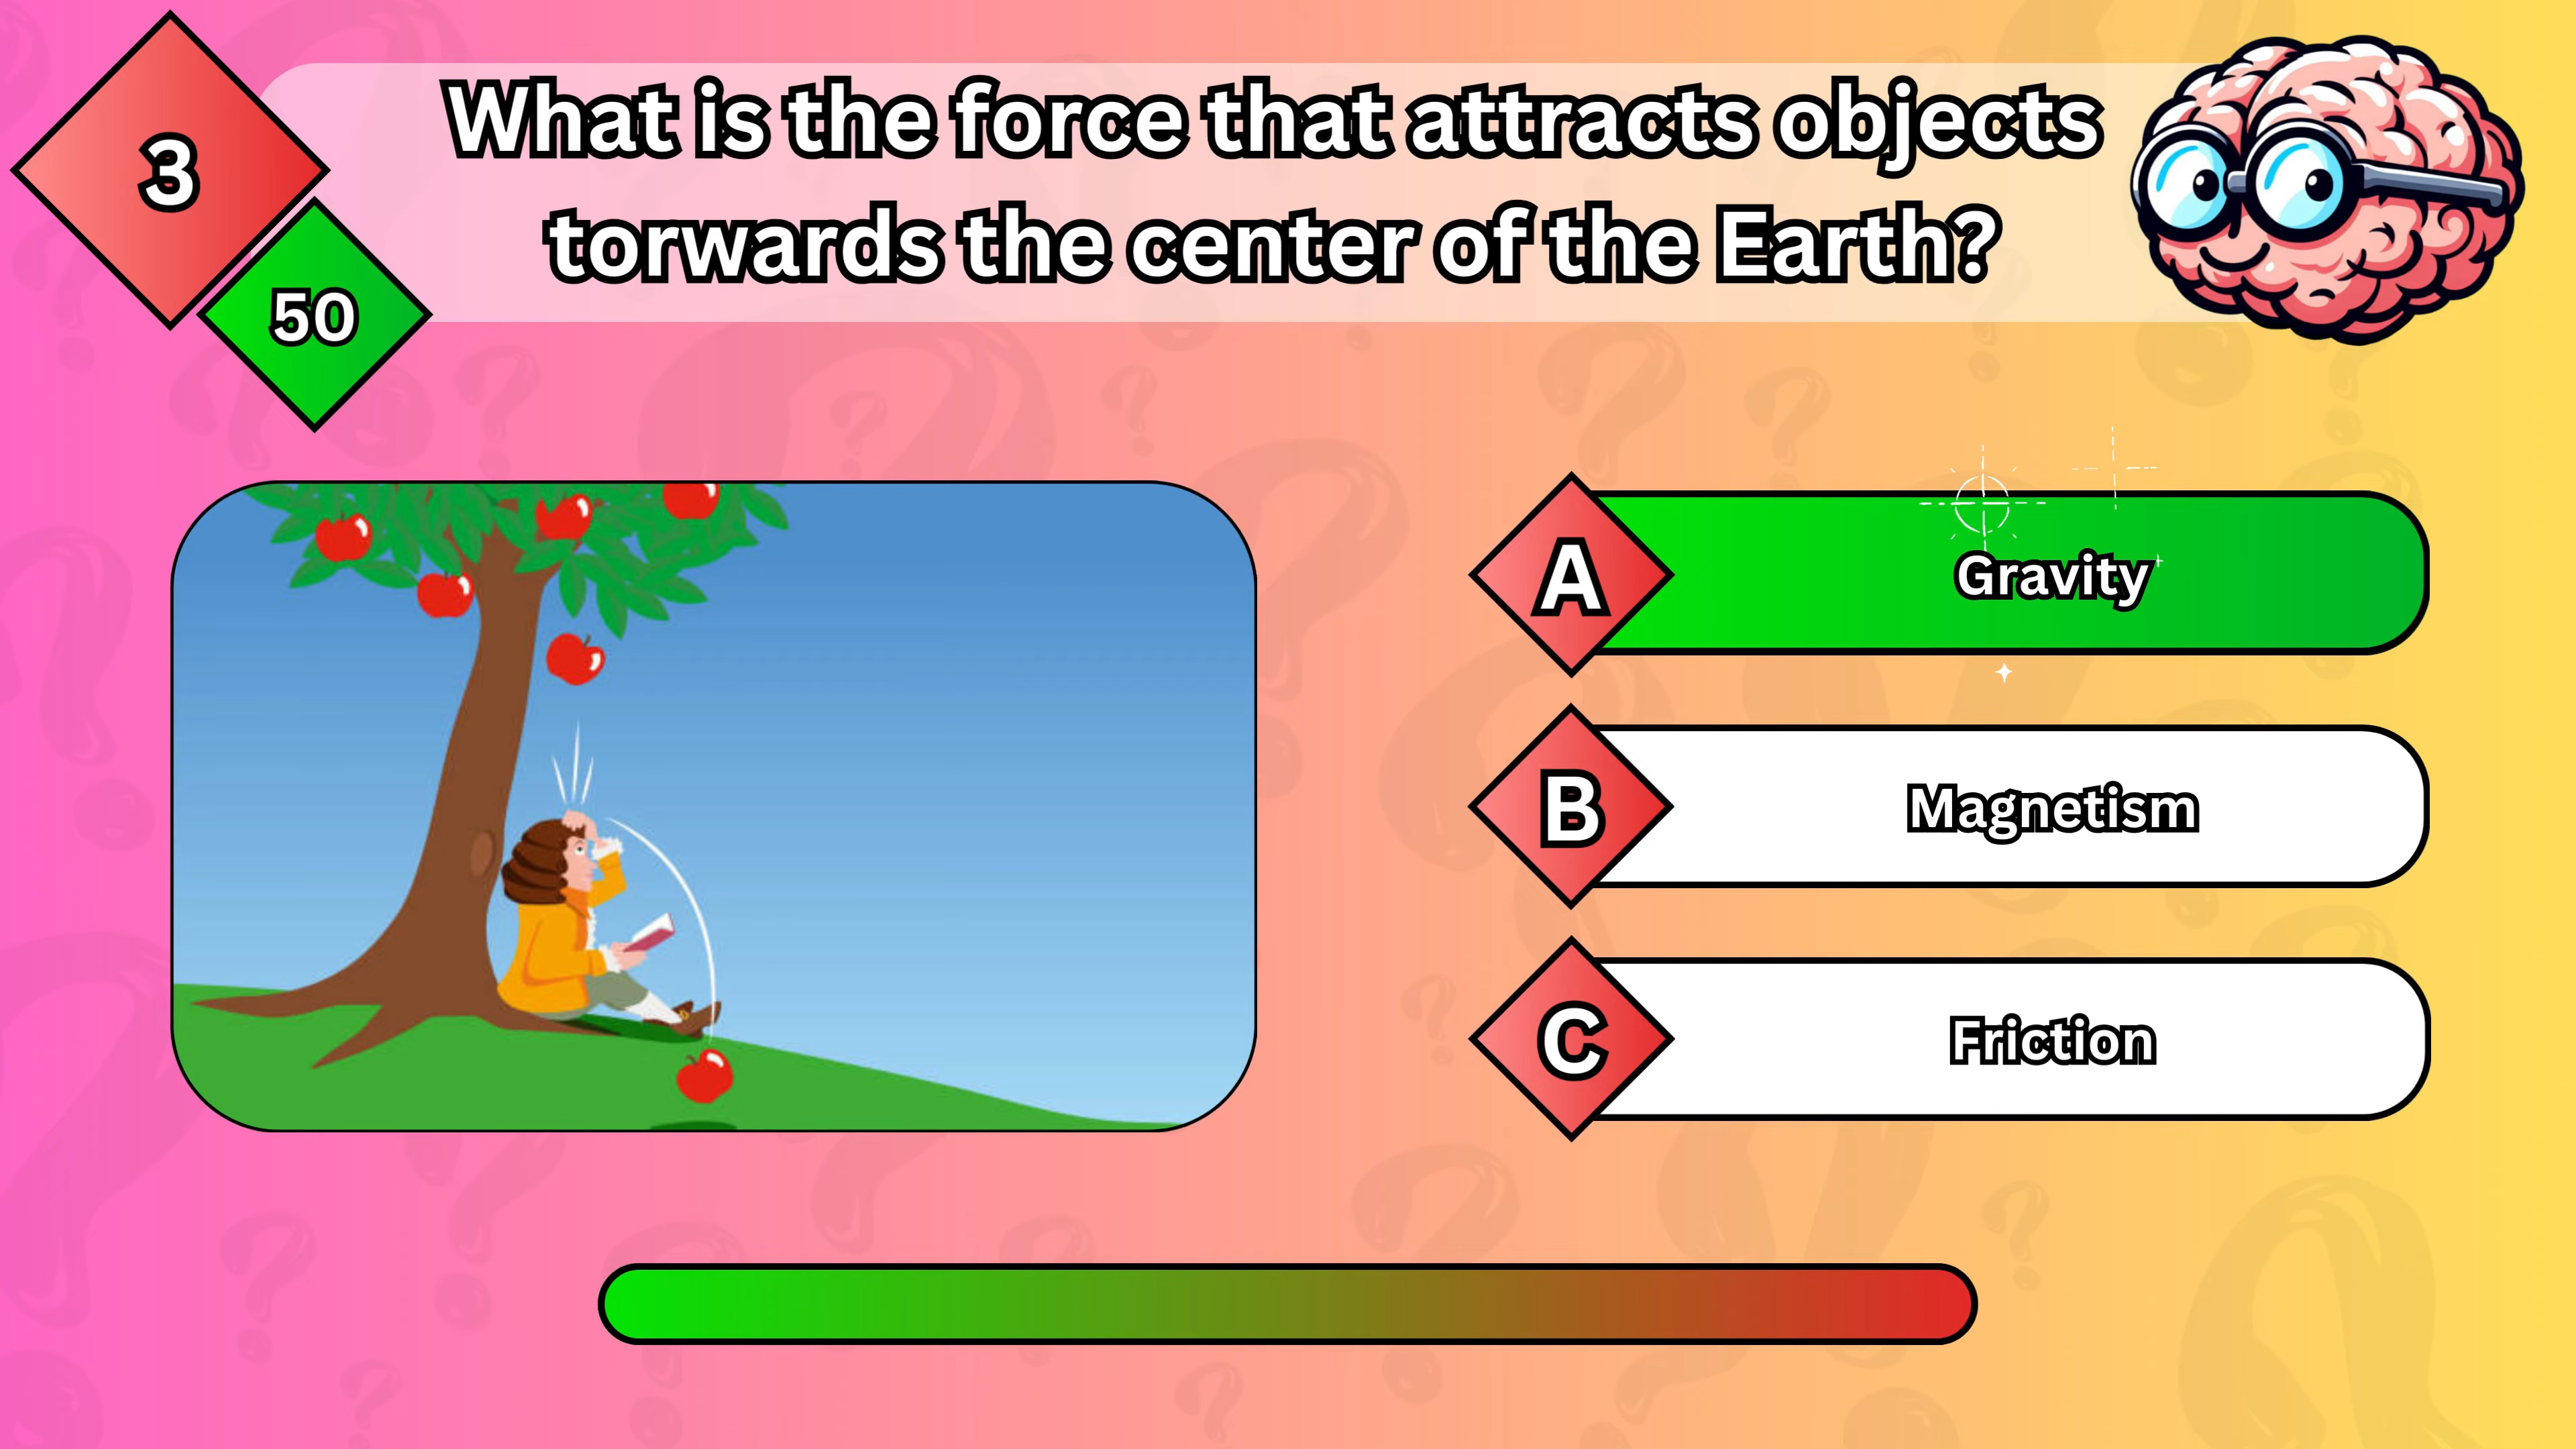 3
50
What is the force that attracts objects
torwards the center of the Earth?
A
Gravity
B
Magnetism
C
Friction